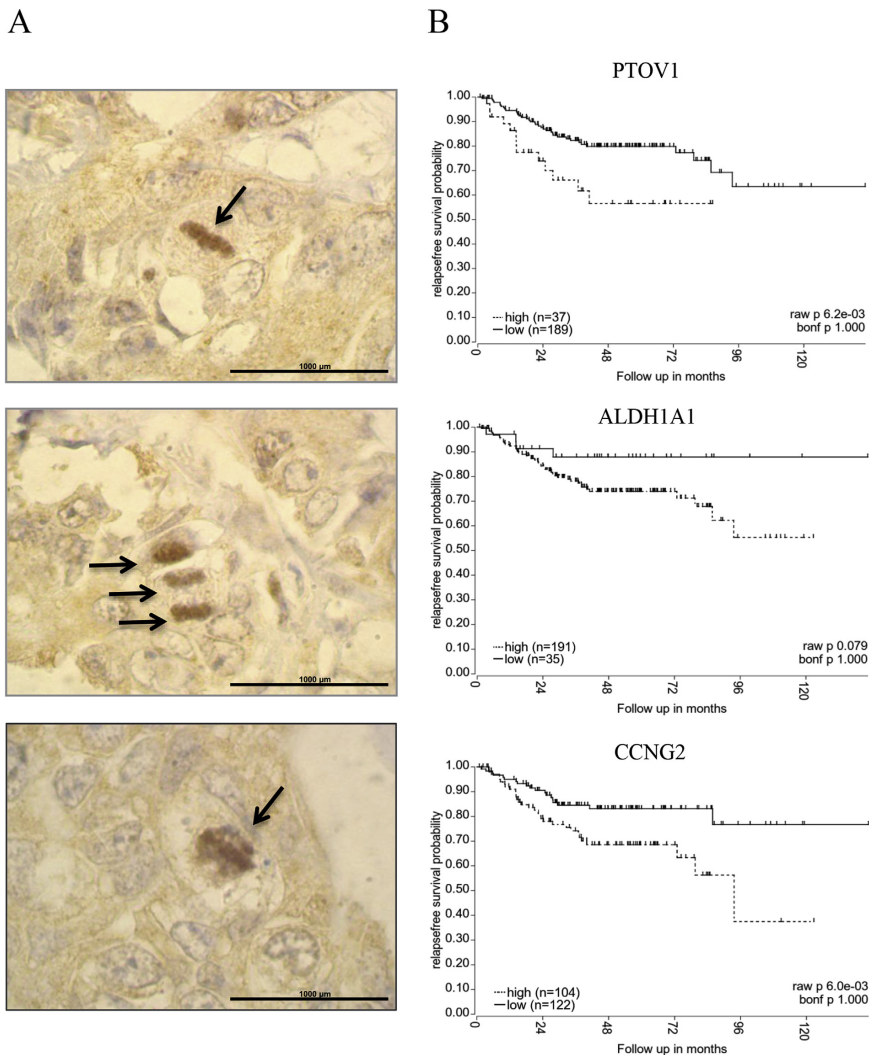 A
B
1000 µm
1000 µm
1000 µm
PTOV1
relapsefree survival probability
1.00
0.90
0.80
0.70
0.60
0.50
0.40
0.30
0.20
0.10
0.00
high (n=37)
low (n=189)
raw p 6.2e-03
bonf p 1.000
0 24 48 72 96 120
Follow up in months
ALDH1A1
relapsefree survival probability
1.00
0.90
0.80
0.70
0.60
0.50
0.40
0.30
0.20
0.10
0.00
high (n=191)
low (n=35)
raw p 0.079
bonf p 1.000
0 24 48 72 96 120
Follow up in months
CCNG2
relapsefree survival probability
1.00
0.90
0.80
0.70
0.60
0.50
0.40
0.30
0.20
0.10
0.00
high (n=104)
low (n=122)
raw p 6.0e-03
bonf p 1.000
0 24 48 72 96 120
Follow up in months